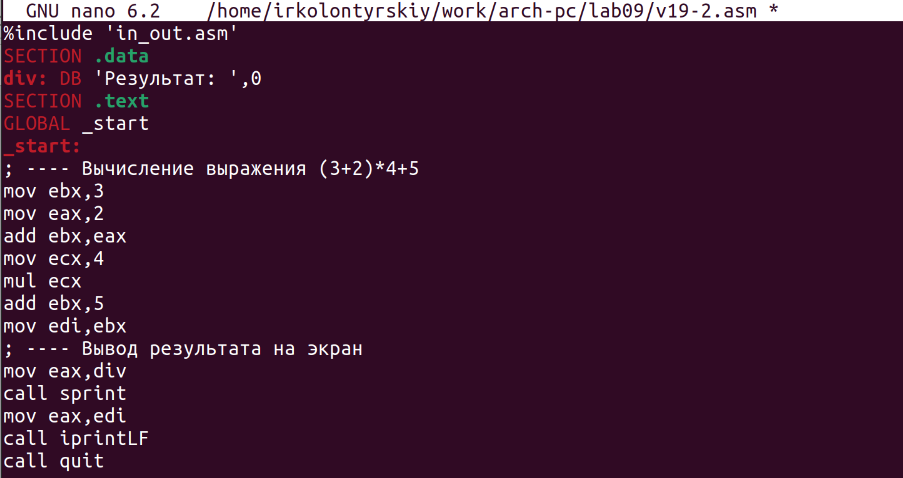 GNU nano 6.2    /home/irkolontyrskiy/work/arch-pc/lab09/v19-2.asm *
%include 'in_out.asm'
SECTION .data
div: DB 'Результат: ',0
SECTION .text
GLOBAL _start
_start:
; ---- Вычисление выражения (3+2)*4+5
mov ebx,3
mov eax,2
add ebx,eax
mov ecx,4
mul ecx
add ebx,5
mov edi,ebx
; ---- Вывод результата на экран
mov eax,div
call sprint
mov eax,edi
call iprintLF
call quit